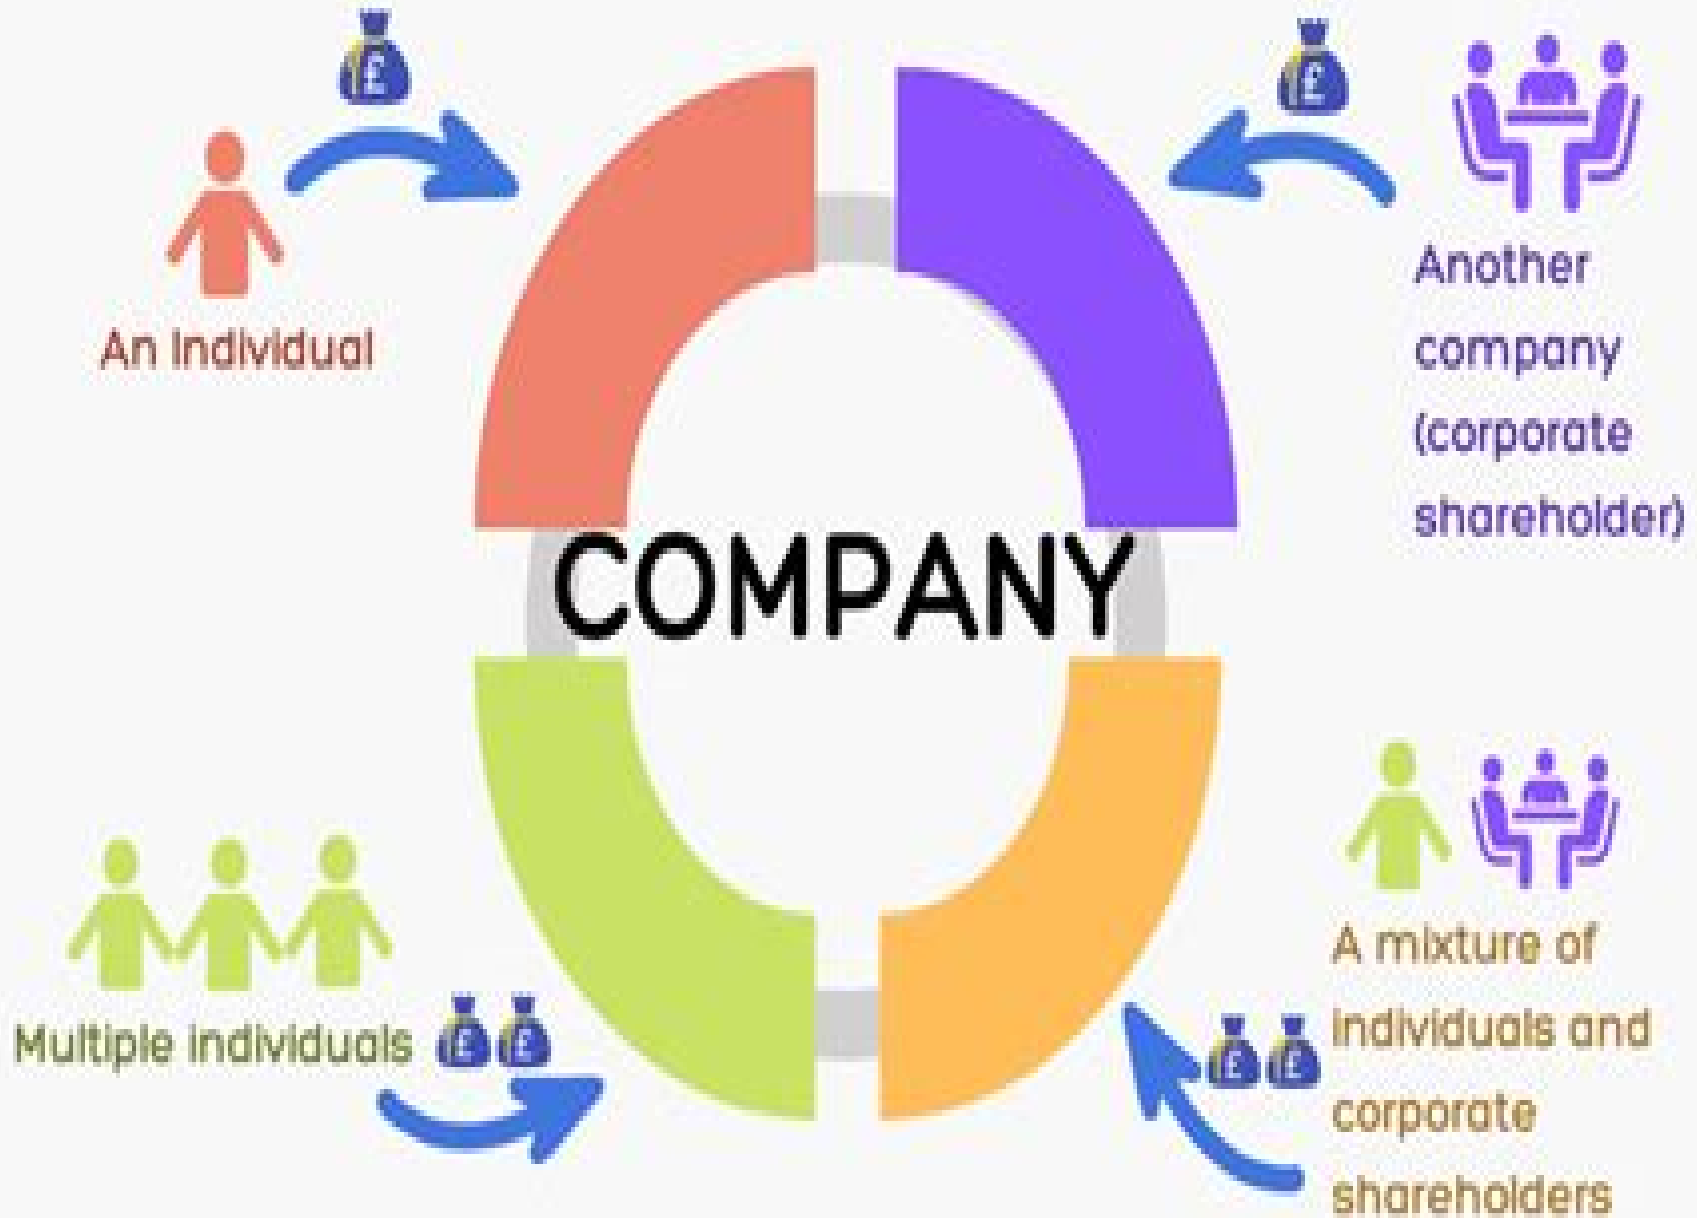 £
£
An Individual
Another
company
(corporate
shareholder)
COMPANY
Multiple individuals
£ £
A mixture of
individuals and
corporate
shareholders
£ £